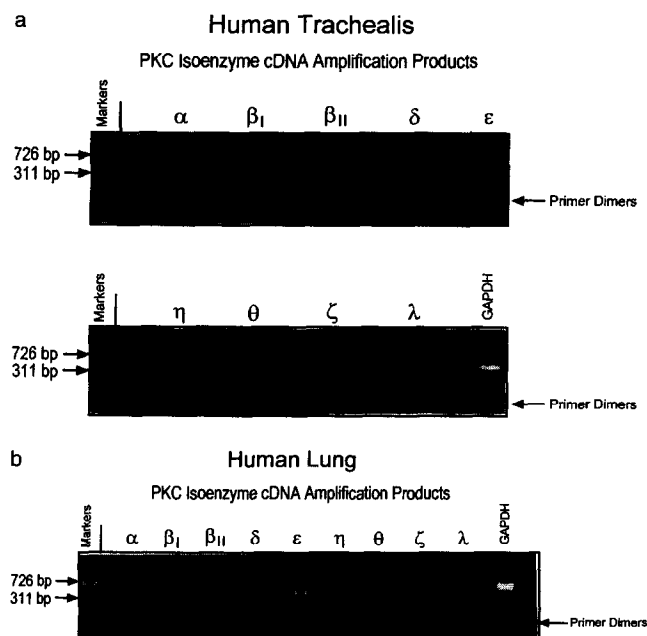 a
Human Trachealis
PKC Isoenzyme cDNA Amplification Products
Markers
α βI βII δ ε
726 bp
311 bp
Primer Dimers
Markers
η θ ζ λ GAPDH
726 bp
311 bp
Primer Dimers
b
Human Lung
PKC Isoenzyme cDNA Amplification Products
Markers
α βI βII δ ε η θ ζ λ GAPDH
726 bp
311 bp
Primer Dimers